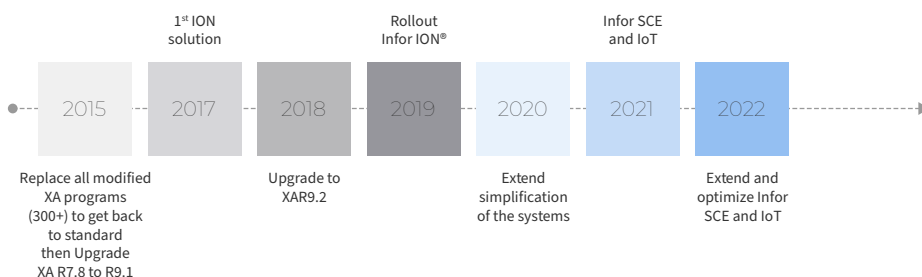 1st ION
solution
Rollout
Infor ION®
Infor SCE
and IoT
2015
2017
2018
2019
2020
2021
2022
Replace all modified
XA programs
(300+) to get back
to standard
then Upgrade
XA R7.8 to R9.1
Upgrade to
XAR9.2
Extend
simplification
of the systems
Extend and
optimize Infor
SCE and IoT